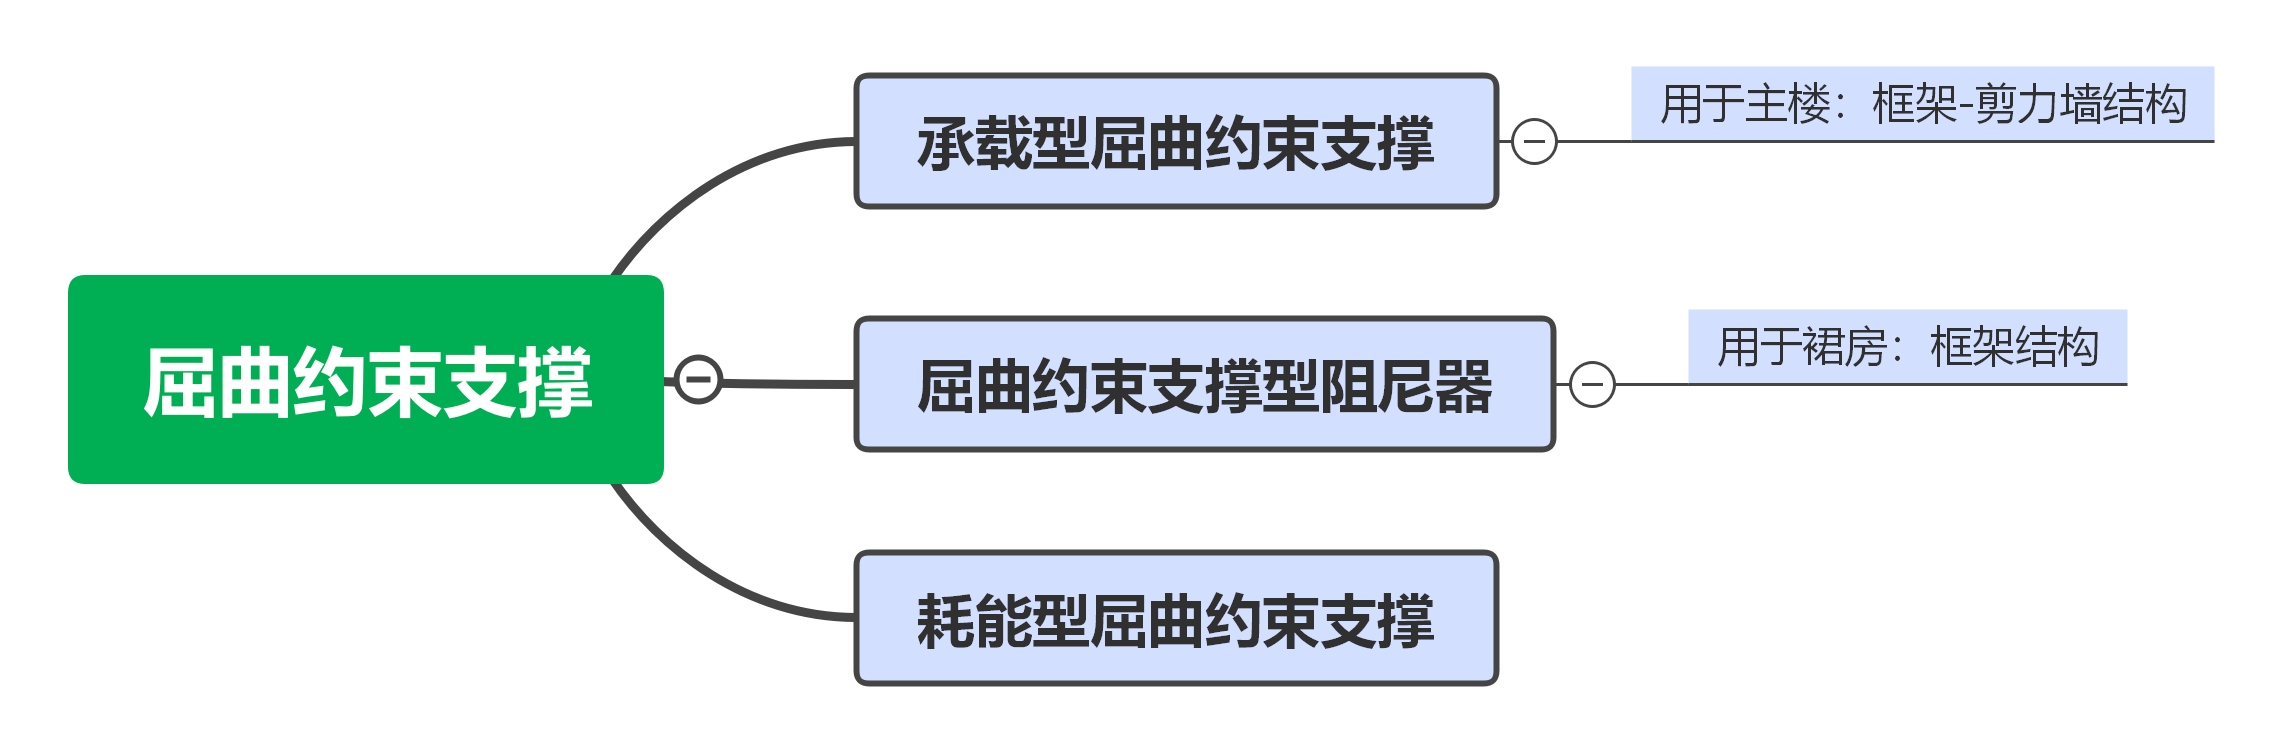 屈曲约束支撑
承载型屈曲约束支撑
用于主楼：框架-剪力墙结构
屈曲约束支撑型阻尼器
用于裙房：框架结构
耗能型屈曲约束支撑